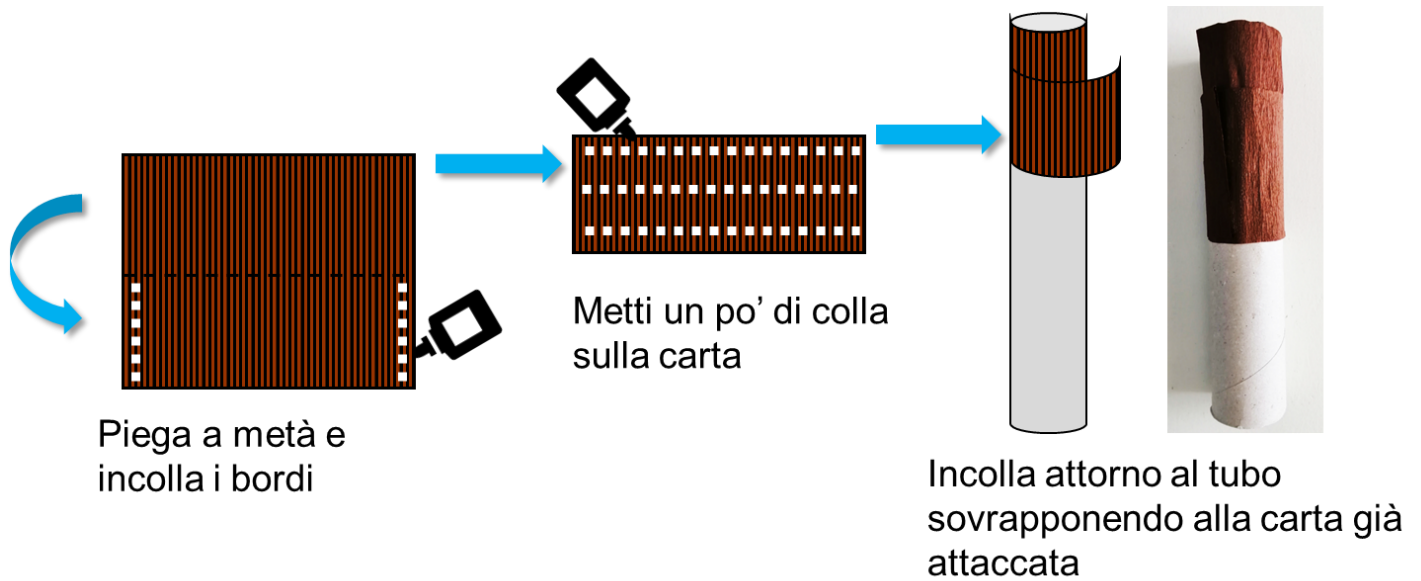 Piega a metà e
incolla i bordi
Metti un po’ di colla
sulla carta
Incolla attorno al tubo
sovrapponendo alla carta già
attaccata